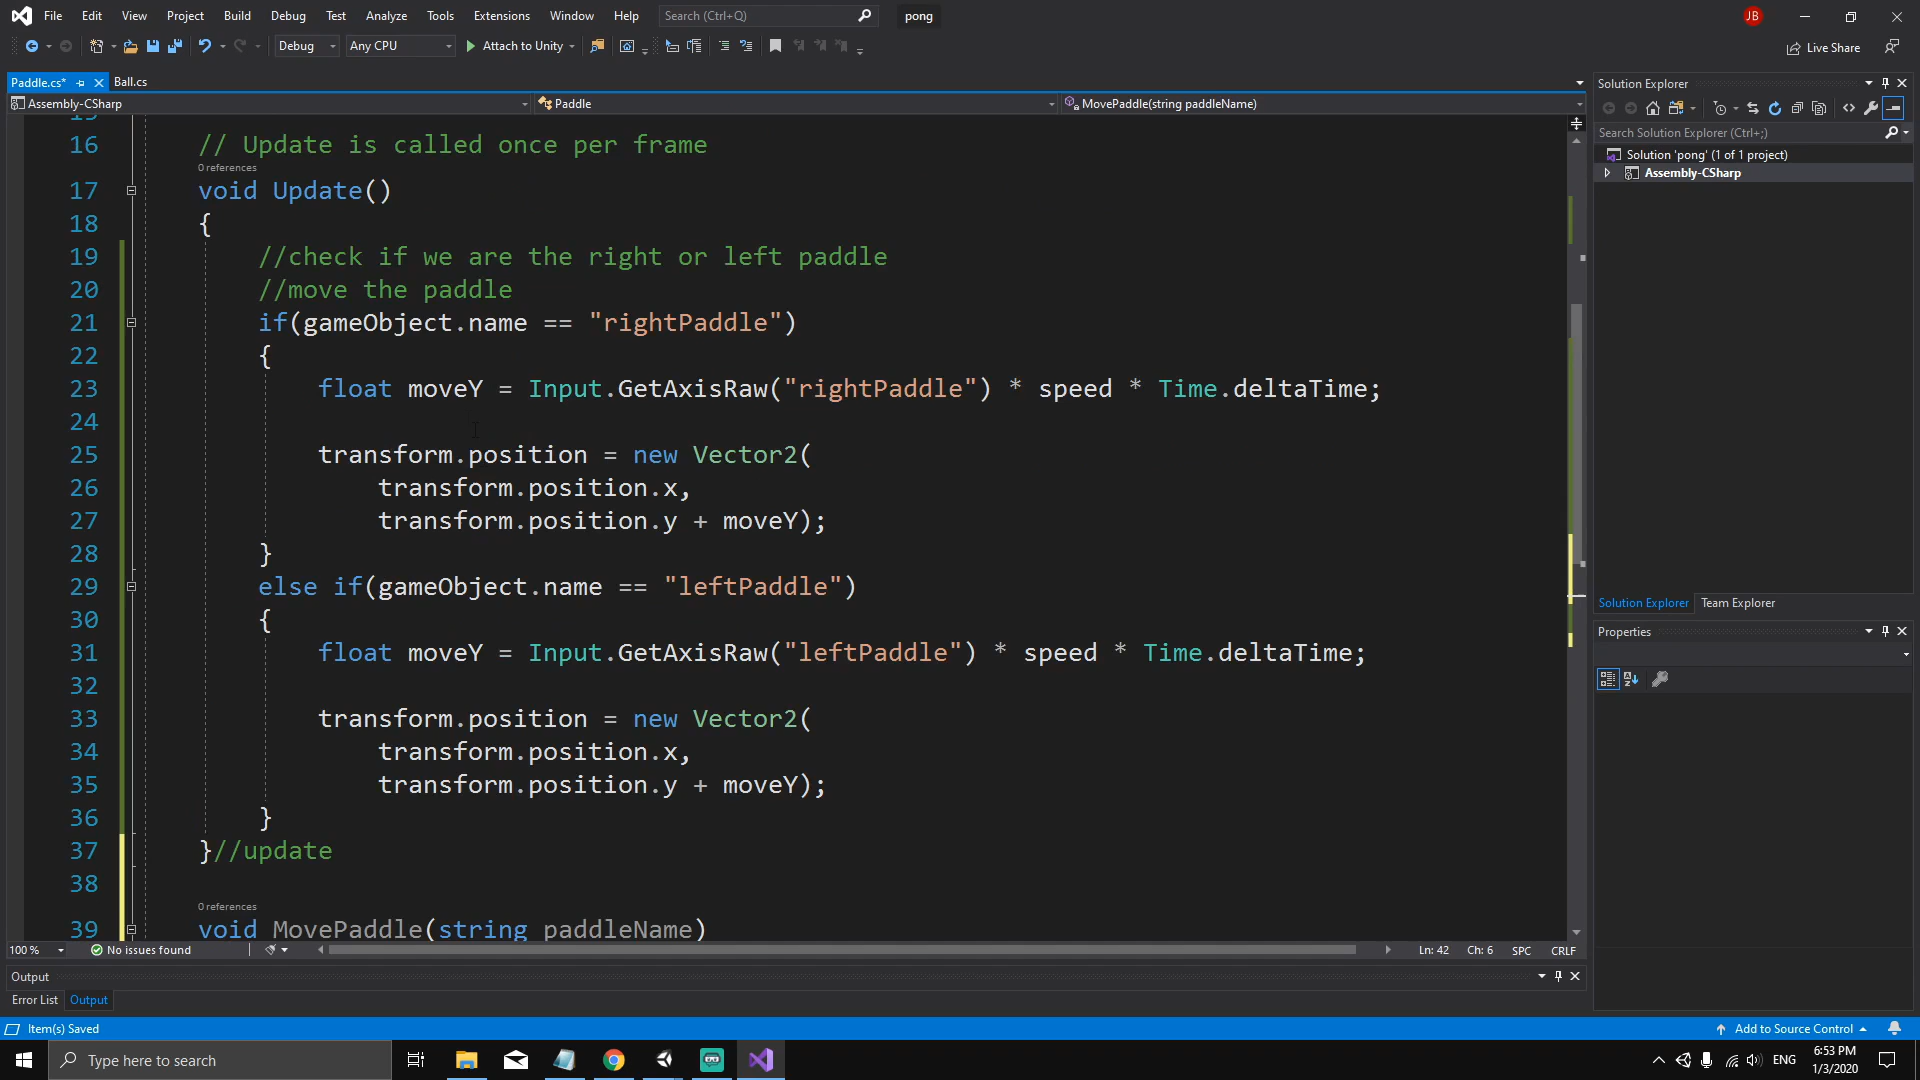 File Edit View Project Build Debug Test Analyze Tools Extensions Window Help Search (Ctrl+Q) pong JB
Debug Any CPU Attach to Unity Live Share
Paddle.cs* Ball.cs
Assembly-CSharp Paddle MovePaddle(string paddleName)
16 // Update is called once per frame
0 references
17 void Update()
18 {
19 //check if we are the right or left paddle
20 //move the paddle
21 if(gameObject.name == "rightPaddle")
22 {
23 float moveY = Input.GetAxisRaw("rightPaddle") * speed * Time.deltaTime;
24
25 transform.position = new Vector2(
26 transform.position.x,
27 transform.position.y + moveY);
28 }
29 else if(gameObject.name == "leftPaddle")
30 {
31 float moveY = Input.GetAxisRaw("leftPaddle") * speed * Time.deltaTime;
32
33 transform.position = new Vector2(
34 transform.position.x,
35 transform.position.y + moveY);
36 }
37 }//update
38
0 references
39 void MovePaddle(string paddleName)
100 % No issues found Ln: 42 Ch: 6 SPC CRLF
Output
Error List Output
Solution Explorer
Search Solution Explorer (Ctrl+;)
Solution 'pong' (1 of 1 project)
Assembly-CSharp
Solution Explorer Team Explorer
Properties
Item(s) Saved Add to Source Control
Type here to search ENG 6:53 PM
1/3/2020